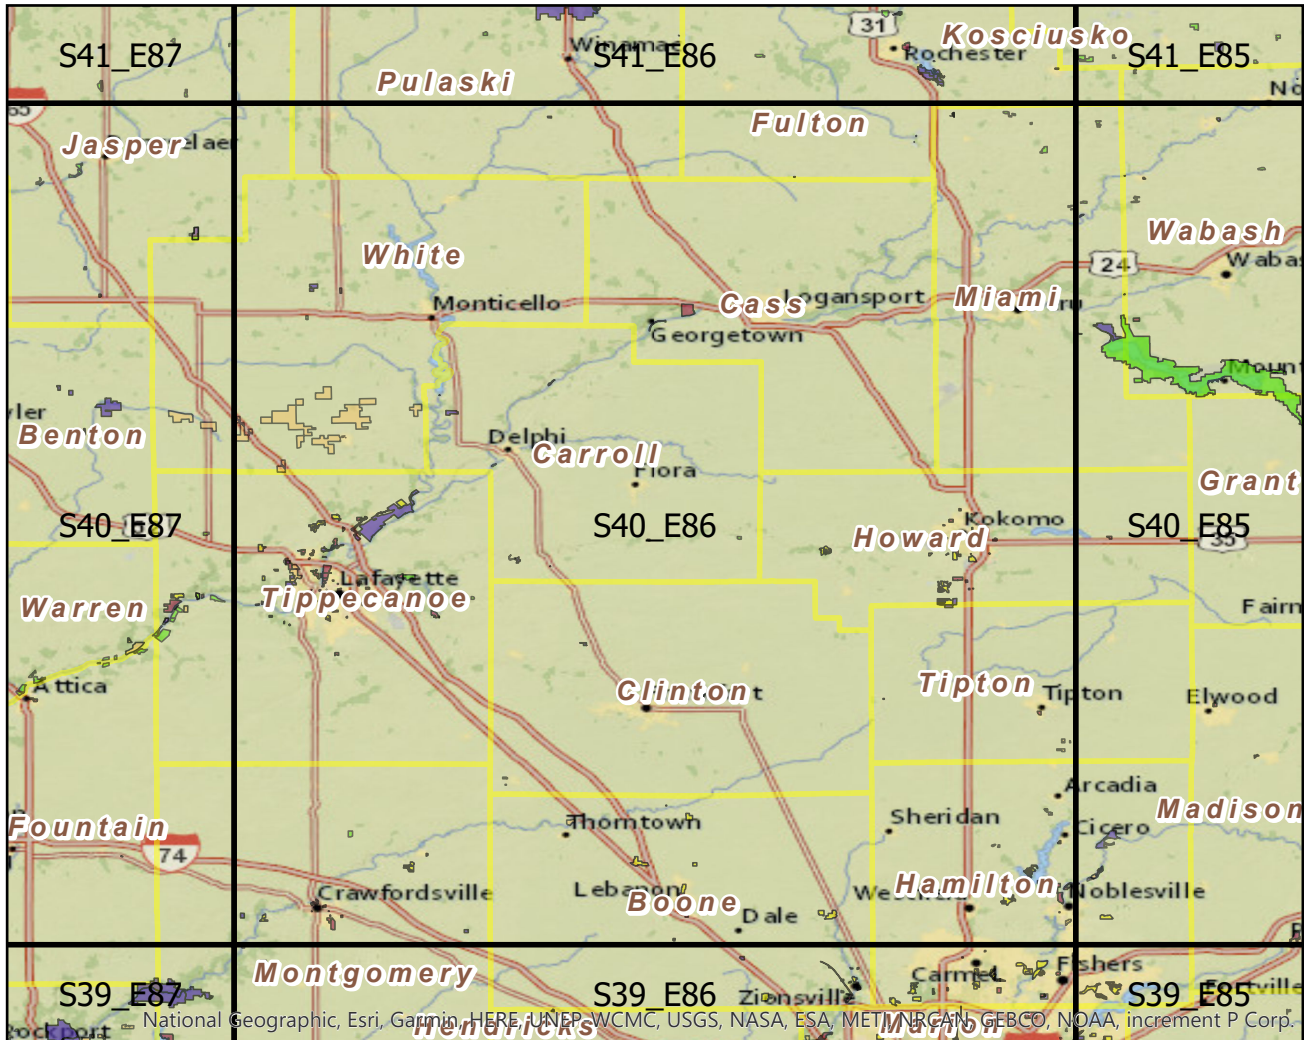 31
Kosciusko
Winamac
Rochester
S41_E87
S41_E86
S41_E85
Pulaski
Fulton
Jasper
White
Wabash
24
Monticello
Cass
Logansport
Miami
Georgetown
Benton
Delphi
Carroll
Flora
Grant
S40_E87
S40_E86
S40_E85
Kokomo
Howard
35
Lafayette
Tippecanoe
Warren
Attica
Clinton
Tipton
Tipton
Elwood
Arcadia
Madison
Fountain
Thorntown
Sheridan
Cicero
74
Crawfordsville
Lebanon
Boone
Hamilton
Noblesville
Dale
Montgomery
Carmel
Fishers
S39_E87
S39_E86
S39_E85
Zionsville
Hendricks
Marion
National Geographic, Esri, Garmin, HERE, UNEP-WCMC, USGS, NASA, ESA, METI, NRCAN, GEBCO, NOAA, increment P Corp.